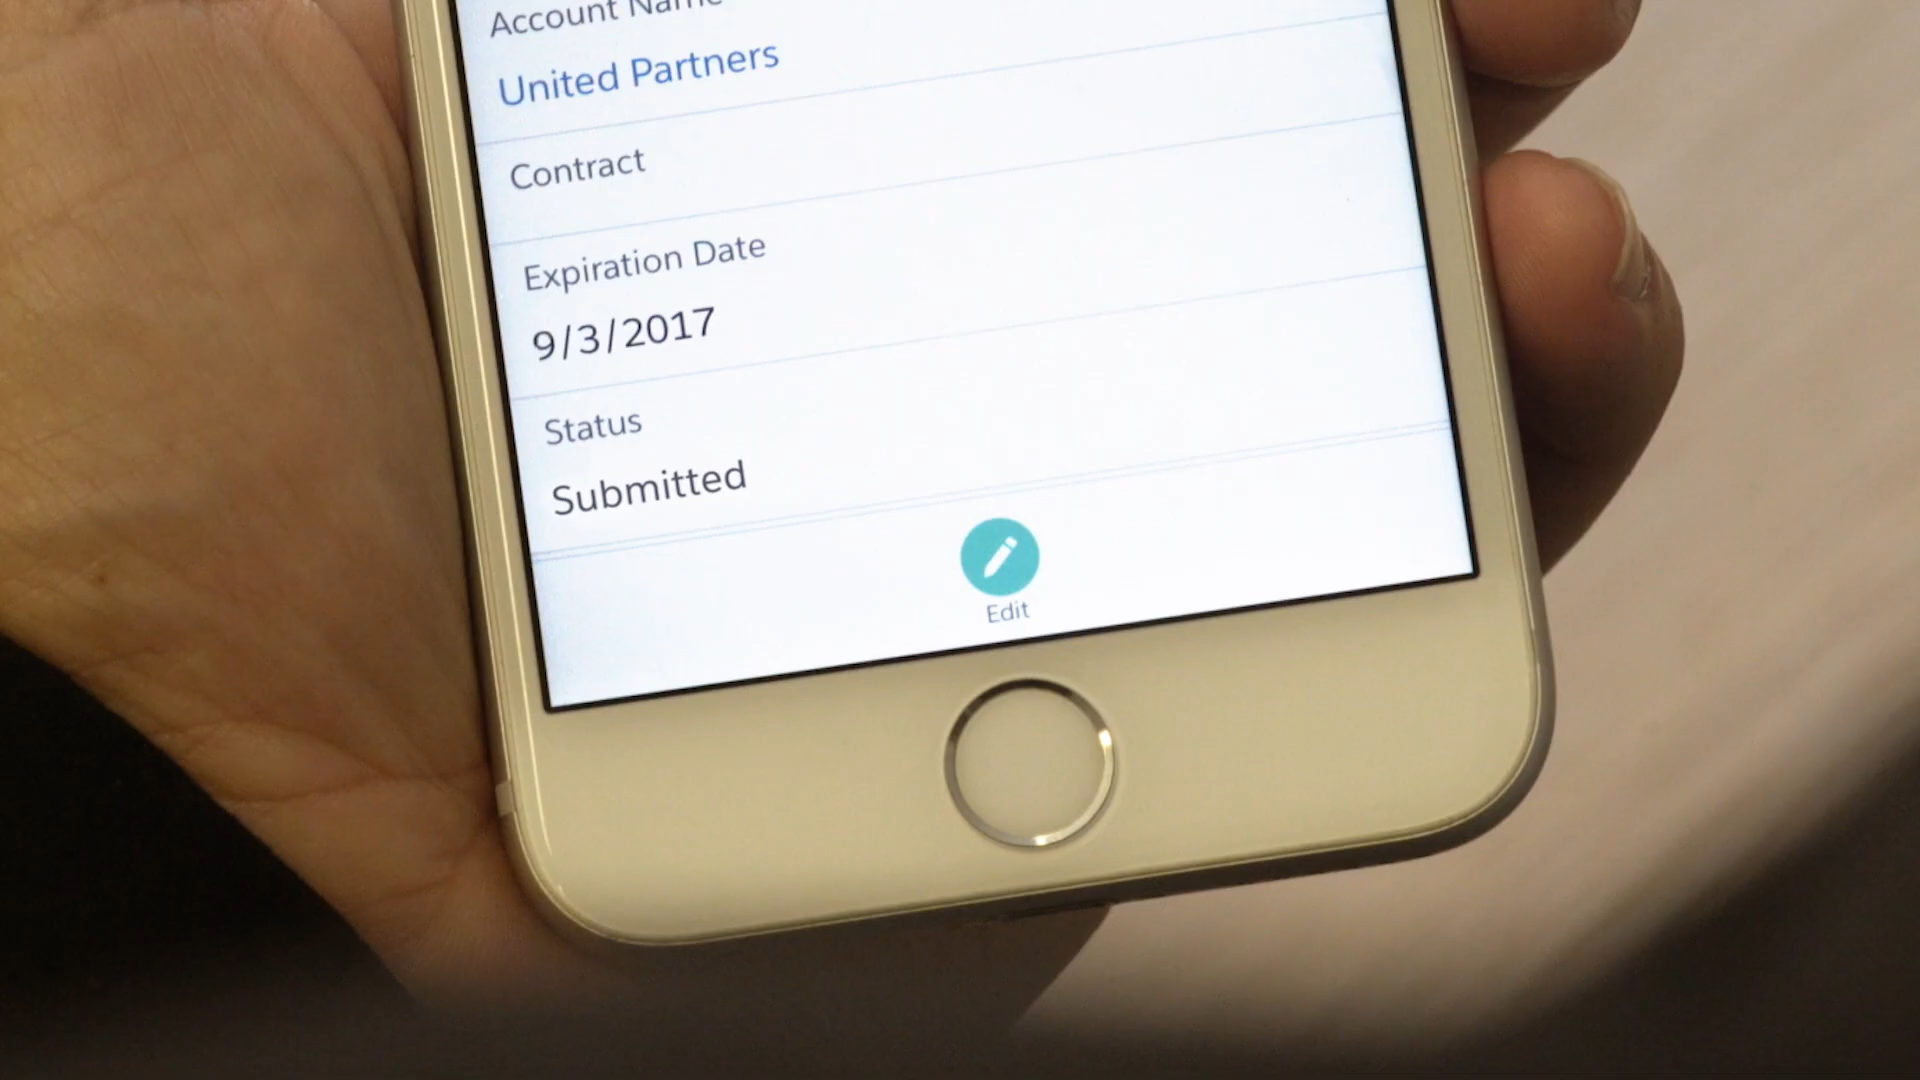 Account Name
United Partners
Contract
Expiration Date
9/3/2017
Status
Submitted
Edit